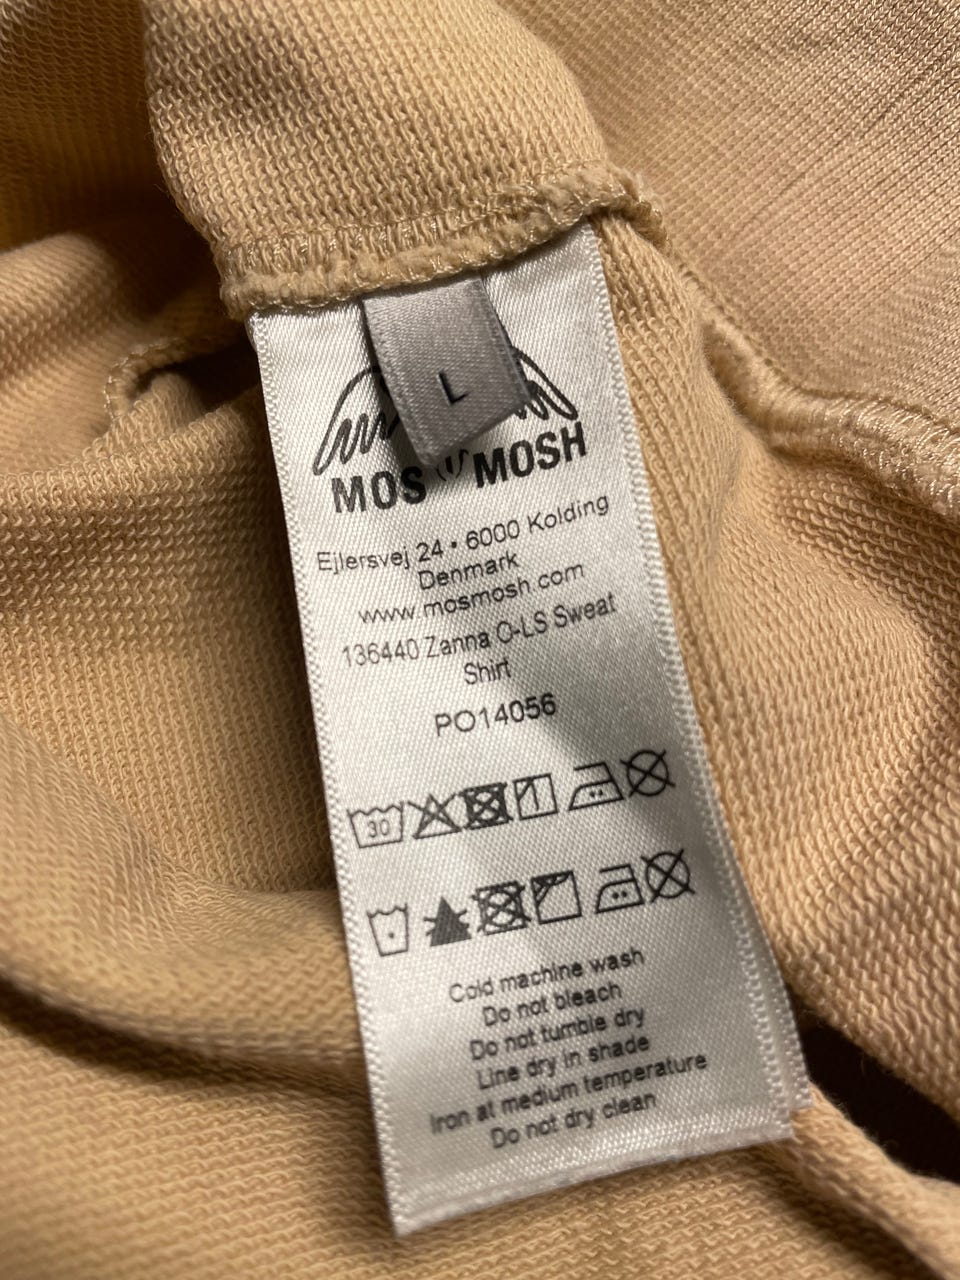 L
MOS MOSH
Ejlersvej 24 • 6000 Kolding
Denmark
www.mosmosh.com
136440 Zanna O-LS Sweat
Shirt
PO14056
30
Cold machine wash
Do not bleach
Do not tumble dry
Line dry in shade
Iron at medium temperature
Do not dry clean